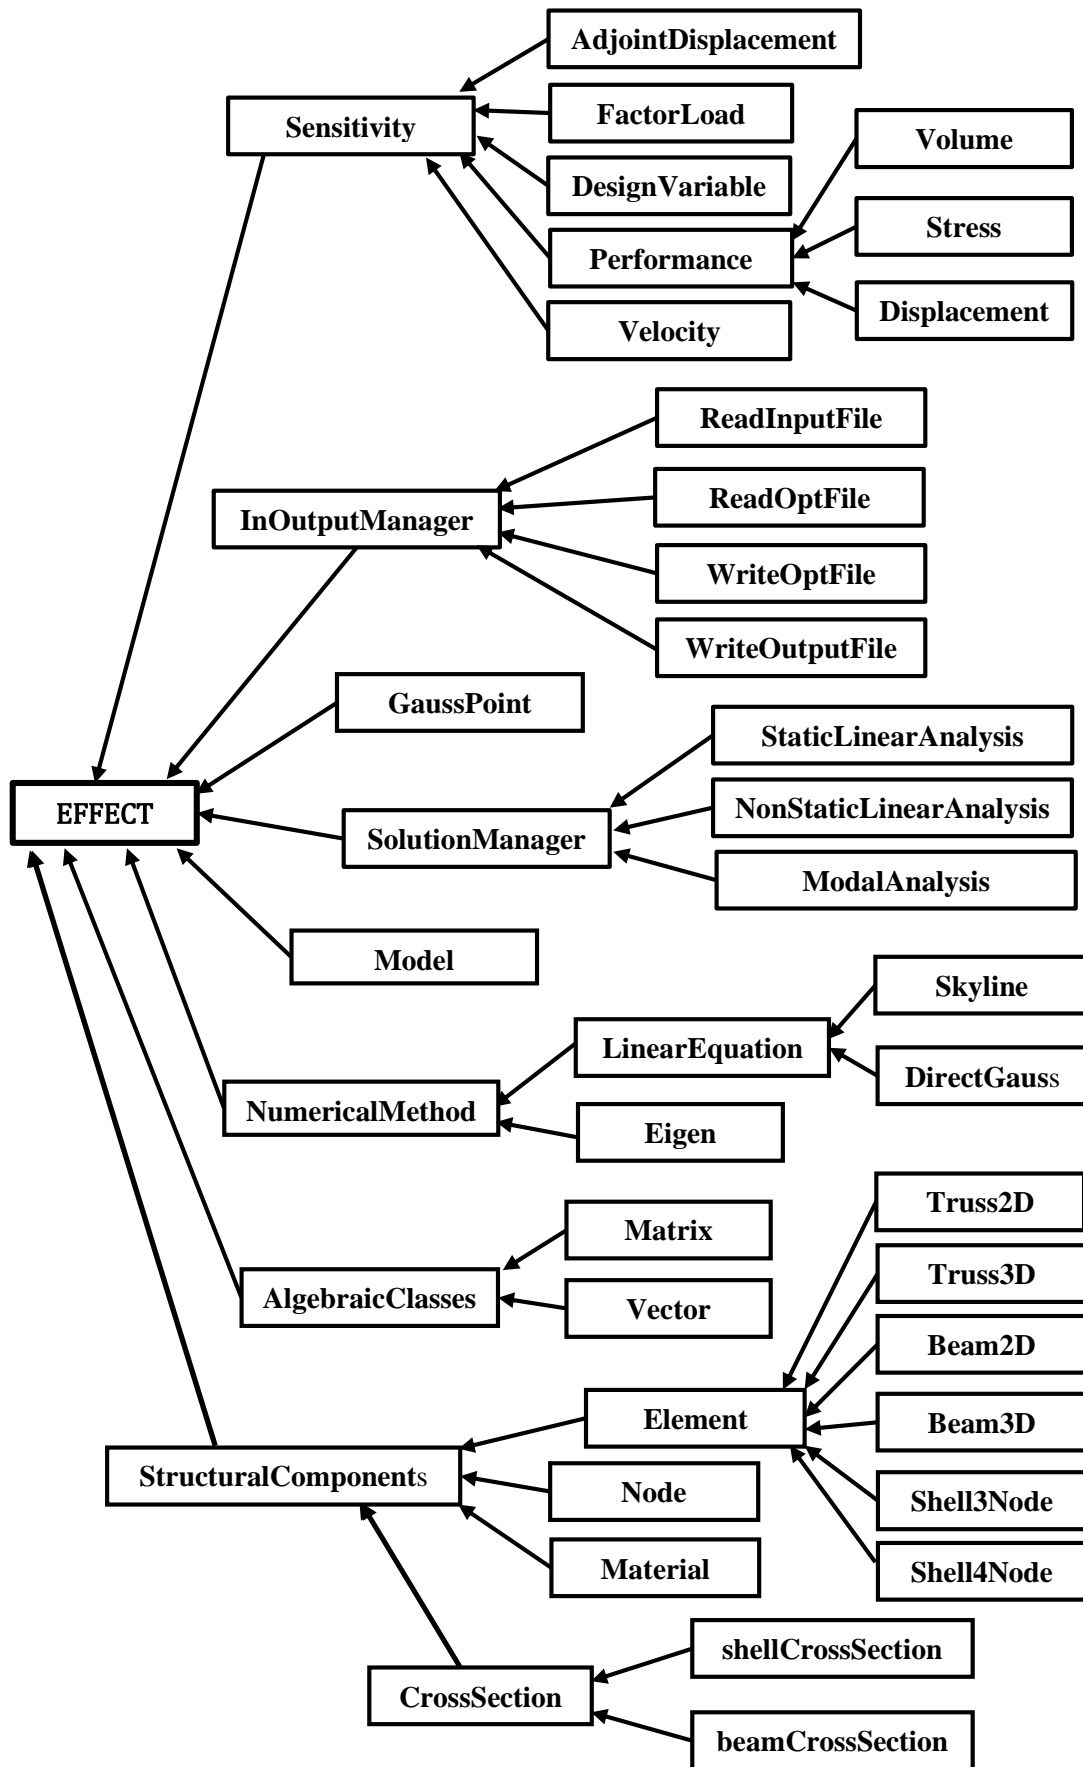 AdjointDisplacement
FactorLoad
Sensitivity
Volume
DesignVariable
Stress
Performance
Displacement
Velocity
ReadInputFile
ReadOptFile
InOutputManager
WriteOptFile
WriteOutputFile
GaussPoint
StaticLinearAnalysis
NonStaticLinearAnalysis
EFFECT
SolutionManager
ModalAnalysis
Model
Skyline
LinearEquation
DirectGauss
NumericalMethod
Eigen
Truss2D
Matrix
Truss3D
AlgebraicClasses
Vector
Beam2D
Element
Beam3D
StructuralComponents
Node
Shell3Node
Material
Shell4Node
shellCrossSection
CrossSection
beamCrossSection